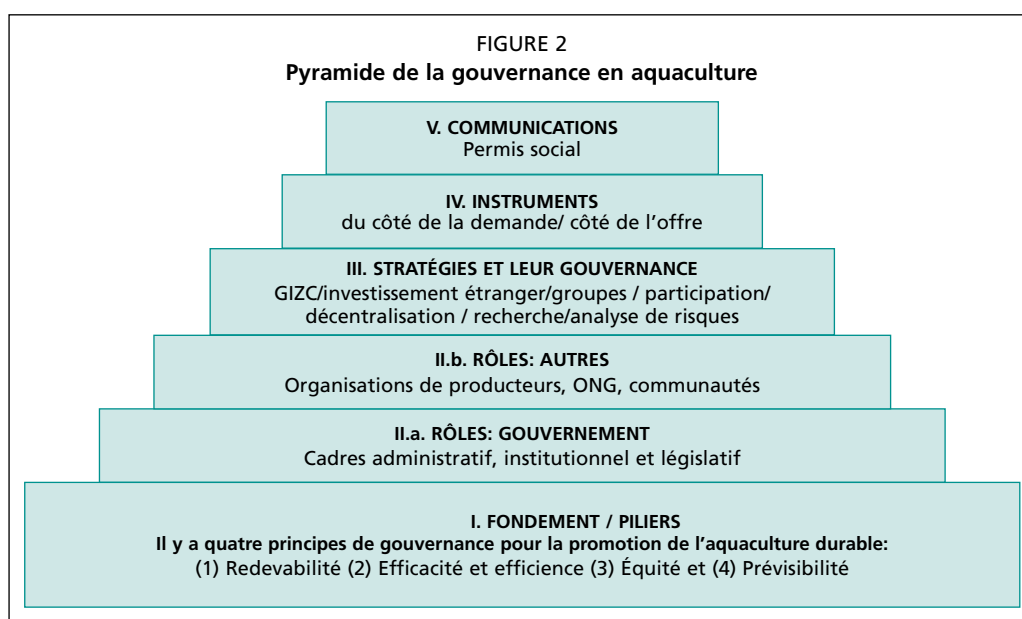 FIGURE 2
Pyramide de la gouvernance en aquaculture
V. COMMUNICATIONS
Permis social
IV. INSTRUMENTS
du côté de la demande/ côté de l'offre
III. STRATÉGIES ET LEUR GOUVERNANCE
GIZC/investissement étranger/groupes / participation/
décentralisation / recherche/analyse de risques
II.b. RÔLES: AUTRES
Organisations de producteurs, ONG, communautés
II.a. RÔLES: GOUVERNEMENT
Cadres administratif, institutionnel et législatif
I. FONDEMENT / PILIERS
Il y a quatre principes de gouvernance pour la promotion de l'aquaculture durable:
(1) Redevabilité (2) Efficacité et efficience (3) Équité et (4) Prévisibilité